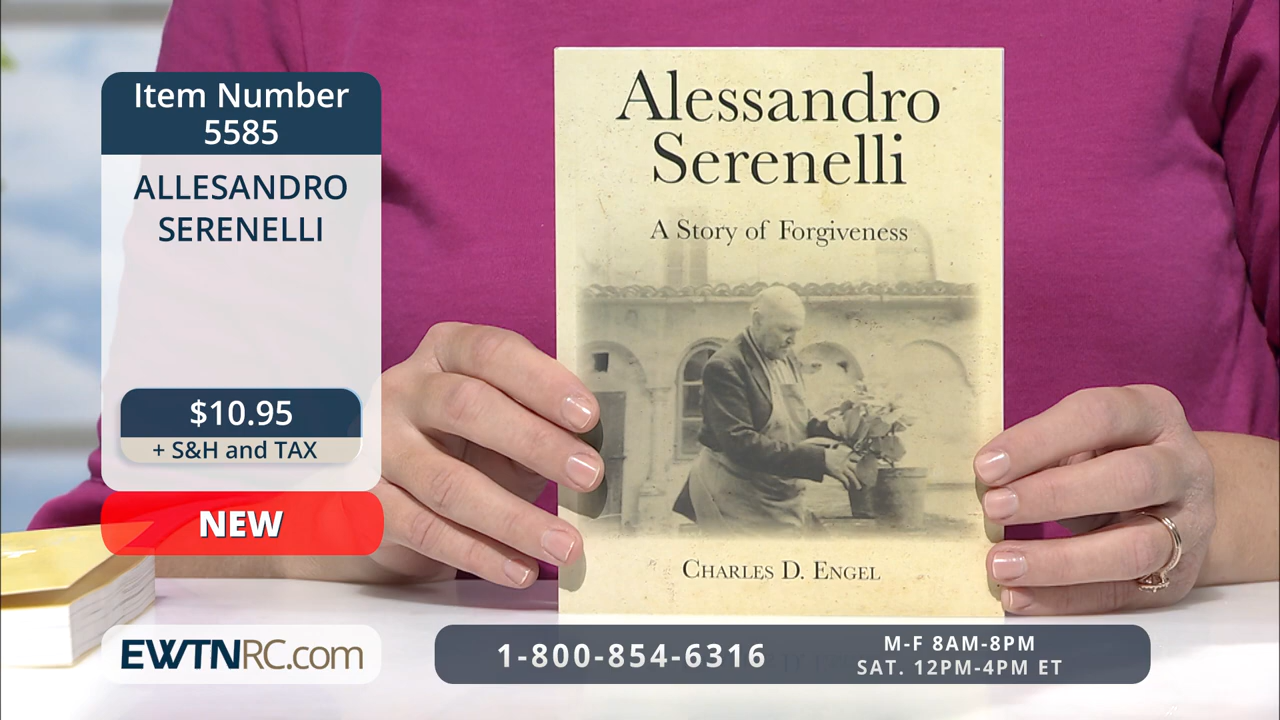 Item Number
5585
ALLESANDRO
SERENELLI
$10.95
+ S&H and TAX
NEW
Alessandro
Serenelli
A Story of Forgiveness
CHARLES D. ENGEL
EWTNRC.com
1-800-854-6316
M-F 8AM-8PM
SAT. 12PM-4PM ET